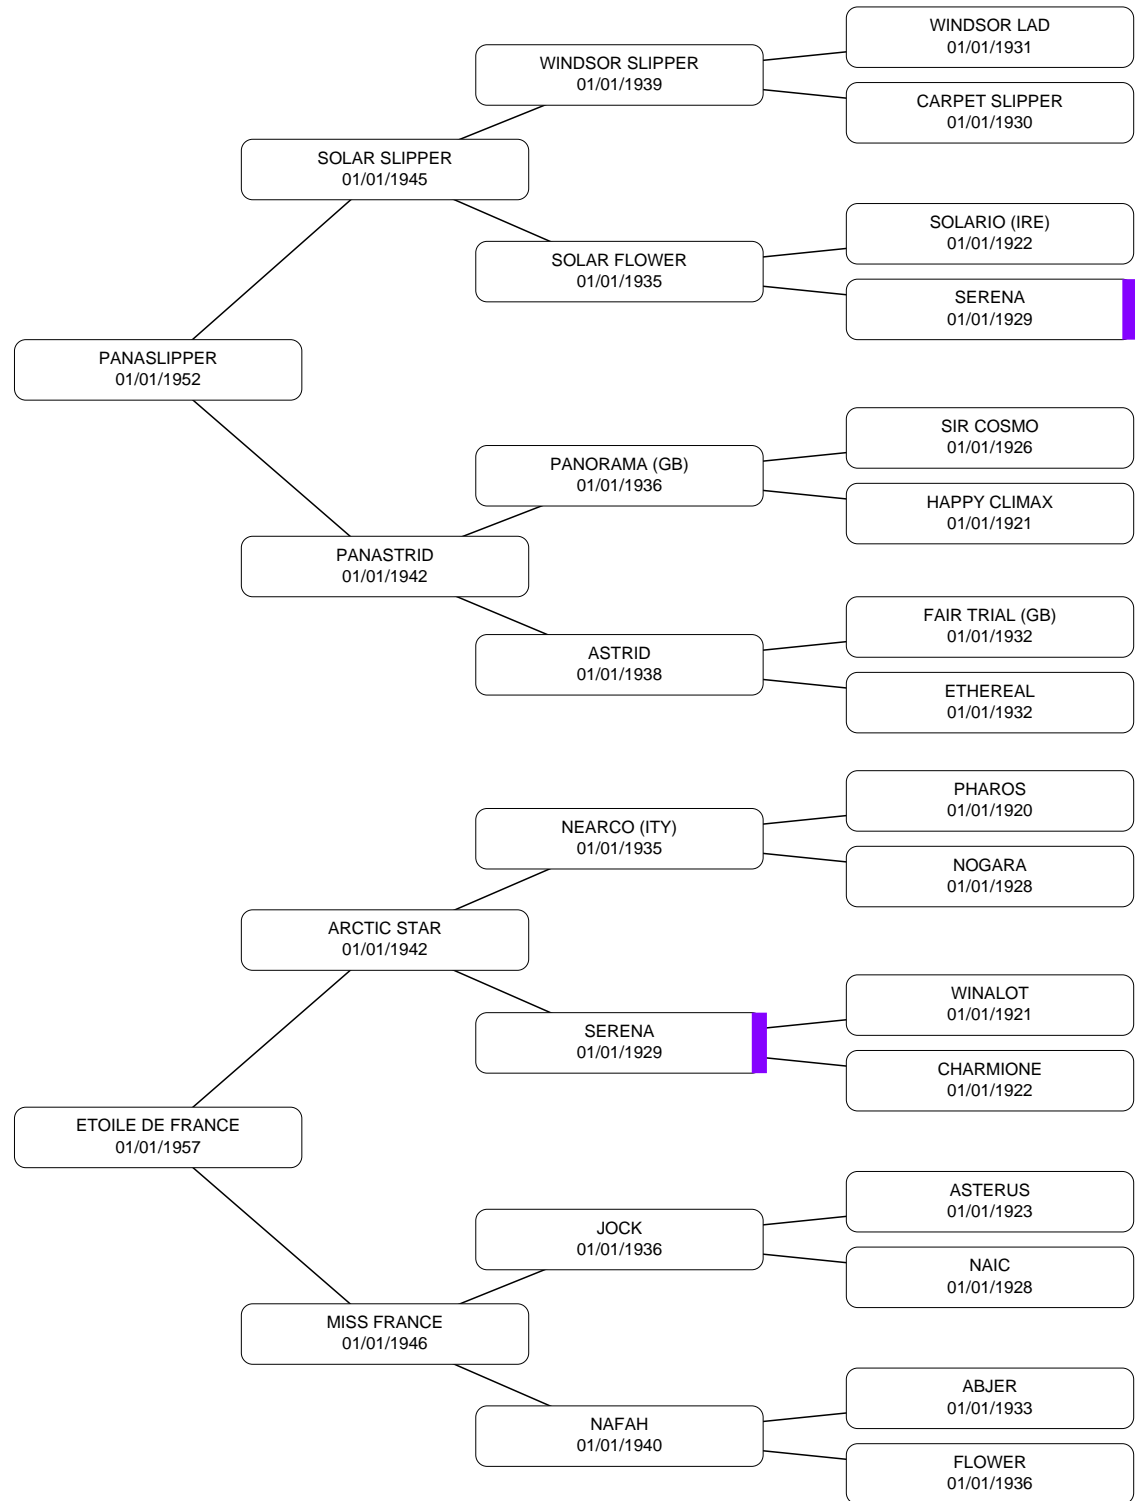 WINDSOR LAD
01/01/1931
WINDSOR SLIPPER
01/01/1939
CARPET SLIPPER
01/01/1930
SOLAR SLIPPER
01/01/1945
SOLARIO (IRE)
01/01/1922
SOLAR FLOWER
01/01/1935
SERENA
01/01/1929
PANASLIPPER
01/01/1952
SIR COSMO
01/01/1926
PANORAMA (GB)
01/01/1936
HAPPY CLIMAX
01/01/1921
PANASTRID
01/01/1942
FAIR TRIAL (GB)
01/01/1932
ASTRID
01/01/1938
ETHEREAL
01/01/1932
PHAROS
01/01/1920
NEARCO (ITY)
01/01/1935
NOGARA
01/01/1928
ARCTIC STAR
01/01/1942
WINALOT
01/01/1921
SERENA
01/01/1929
CHARMIONE
01/01/1922
ETOILE DE FRANCE
01/01/1957
ASTERUS
01/01/1923
JOCK
01/01/1936
NAIC
01/01/1928
MISS FRANCE
01/01/1946
ABJER
01/01/1933
NAFAH
01/01/1940
FLOWER
01/01/1936